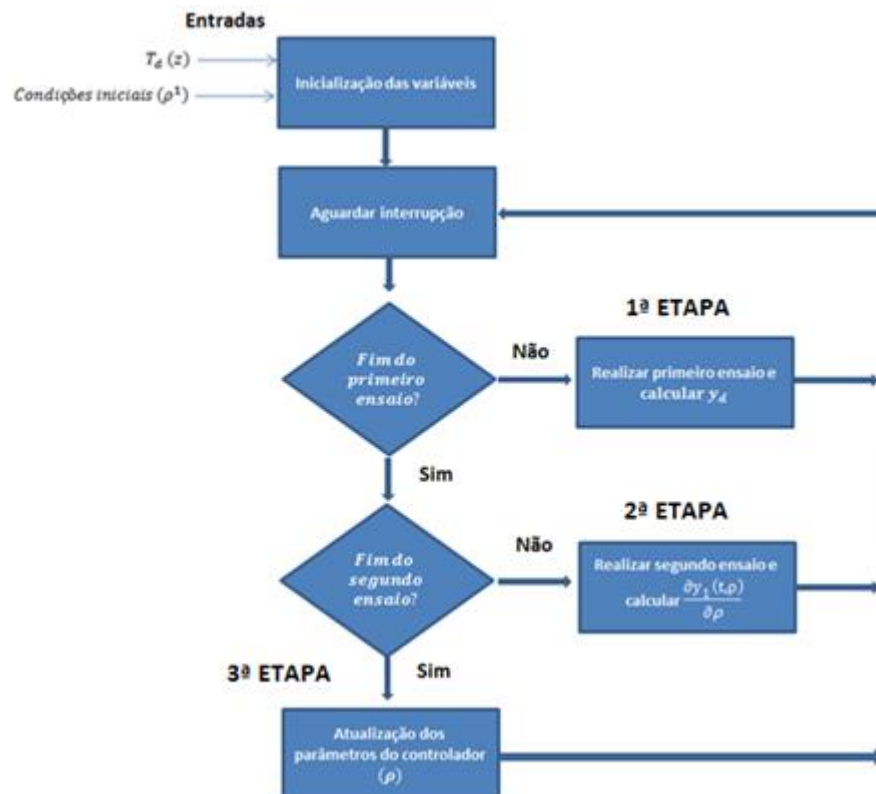 Entradas
T_d (z)
Condições iniciais (ρ¹)
Inicialização das variáveis
Aguardar interrupção
1ª ETAPA
Fim do
primeiro
ensaio?
Não
Realizar primeiro ensaio e
calcular y_d
Sim
2ª ETAPA
Fim do
segundo
ensaio?
Não
Realizar segundo ensaio e
calcular ∂y₁(t,ρ)/∂ρ
3ª ETAPA
Sim
Atualização dos
parâmetros do controlador
(ρ)